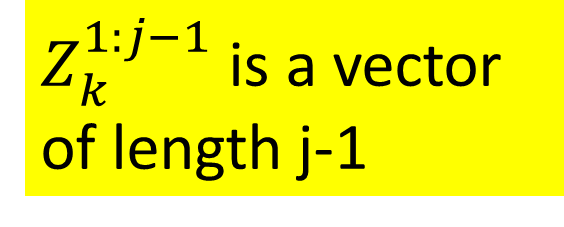 $Z_k^{1:j-1}$ is a vector
of length j-1